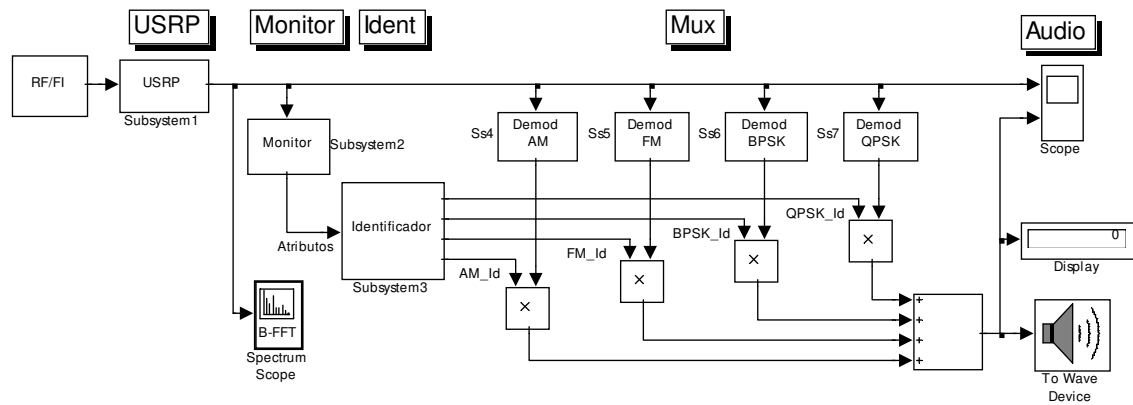 USRP
Monitor
Ident
Mux
Audio
RF/FI
USRP
Subsystem1
Monitor
Subsystem2
Ss4
Demod
AM
Ss5
Demod
FM
Ss6
Demod
BPSK
Ss7
Demod
QPSK
Scope
Atributos
Identificador
Subsystem3
QPSK_Id
BPSK_Id
FM_Id
AM_Id
×
×
×
×
B-FFT
Spectrum
Scope
+
+
+
+
0
Display
To Wave
Device